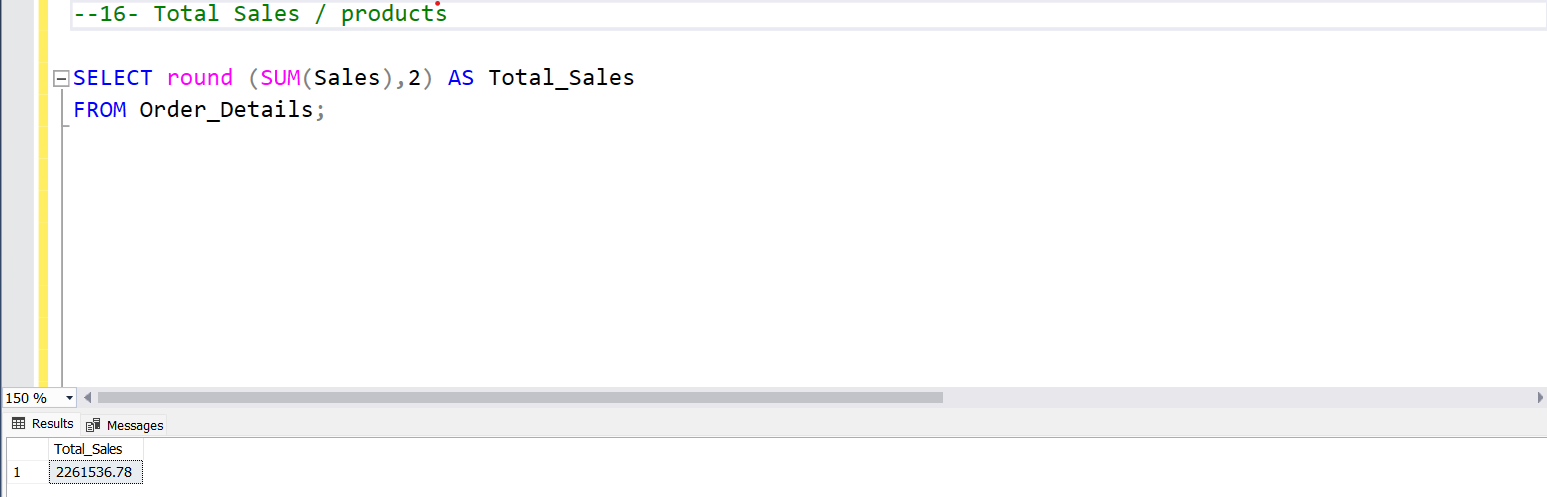 --16- Total Sales / products
SELECT round (SUM(Sales),2) AS Total_Sales
FROM Order_Details;
150 %
Results Messages
Total_Sales
1 2261536.78